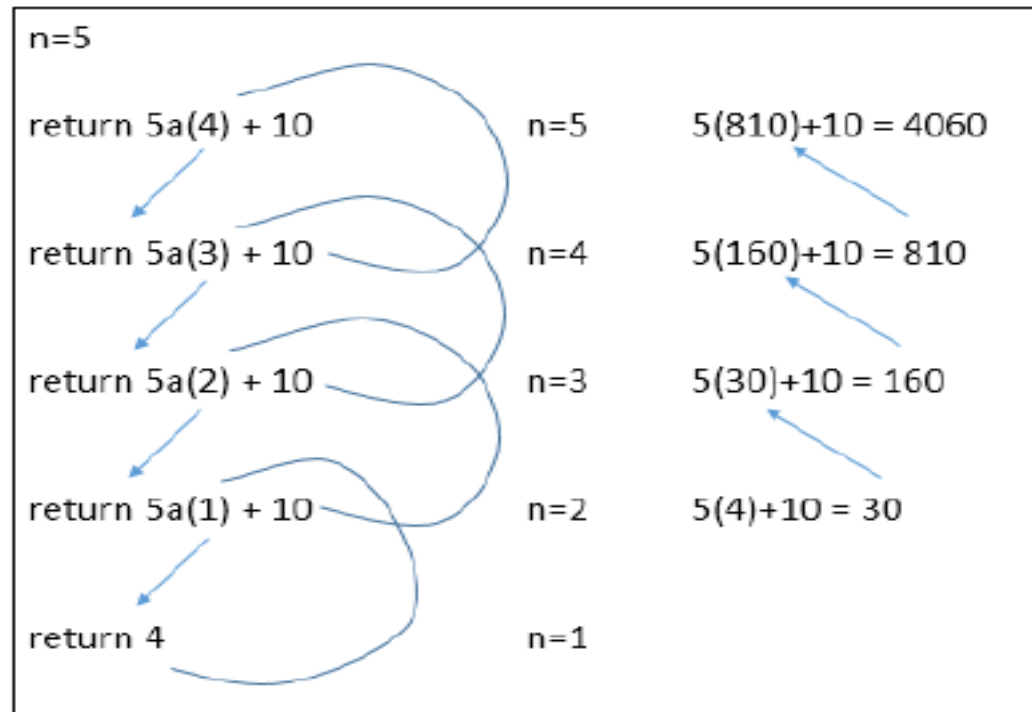 n=5
return 5a(4) + 10 n=5 5(810)+10 = 4060
return 5a(3) + 10 n=4 5(160)+10 = 810
return 5a(2) + 10 n=3 5(30)+10 = 160
return 5a(1) + 10 n=2 5(4)+10 = 30
return 4 n=1